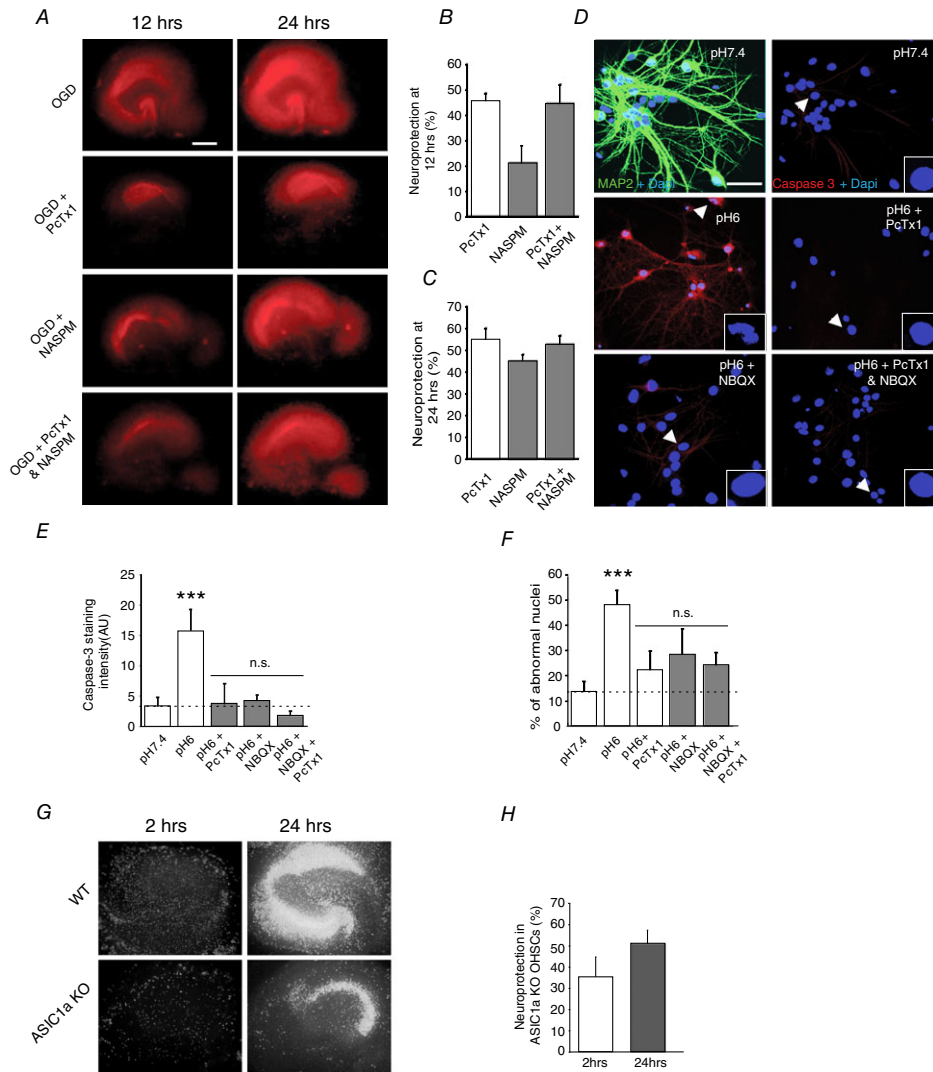 A
12 hrs
24 hrs
OGD
OGD +
PcTx1
OGD +
NASPM
OGD + PcTx1
& NASPM
B
Neuroprotection at
12 hrs (%)
60
50
40
30
20
10
0
PcTx1
NASPM
PcTx1+
NASPM
C
Neuroprotection at
24 hrs (%)
70
60
50
40
30
20
10
0
PcTx1
NASPM
PcTx1+
NASPM
D
pH7.4
MAP2 + Dapi
pH7.4
Caspase 3 + Dapi
pH6
pH6 +
PcTx1
pH6 +
NBQX
pH6 + PcTx1
& NBQX
E
Caspase-3 staining
intensity(AU)
25
20
15
10
5
0
***
n.s.
pH7.4
pH6
pH6 +
PcTx1
pH6 +
NBQX
pH6 +
NBQX +
PcTx1
F
% of abnormal nuclei
60
50
40
30
20
10
0
***
n.s.
pH7.4
pH6
pH6+
PcTx1
pH6 +
NBQX
pH6 +
NBQX +
PcTx1
G
2 hrs
24 hrs
WT
ASIC1a KO
H
Neuroprotection in
ASIC1a KO OHSCs (%)
80
70
60
50
40
30
20
10
0
2hrs
24hrs